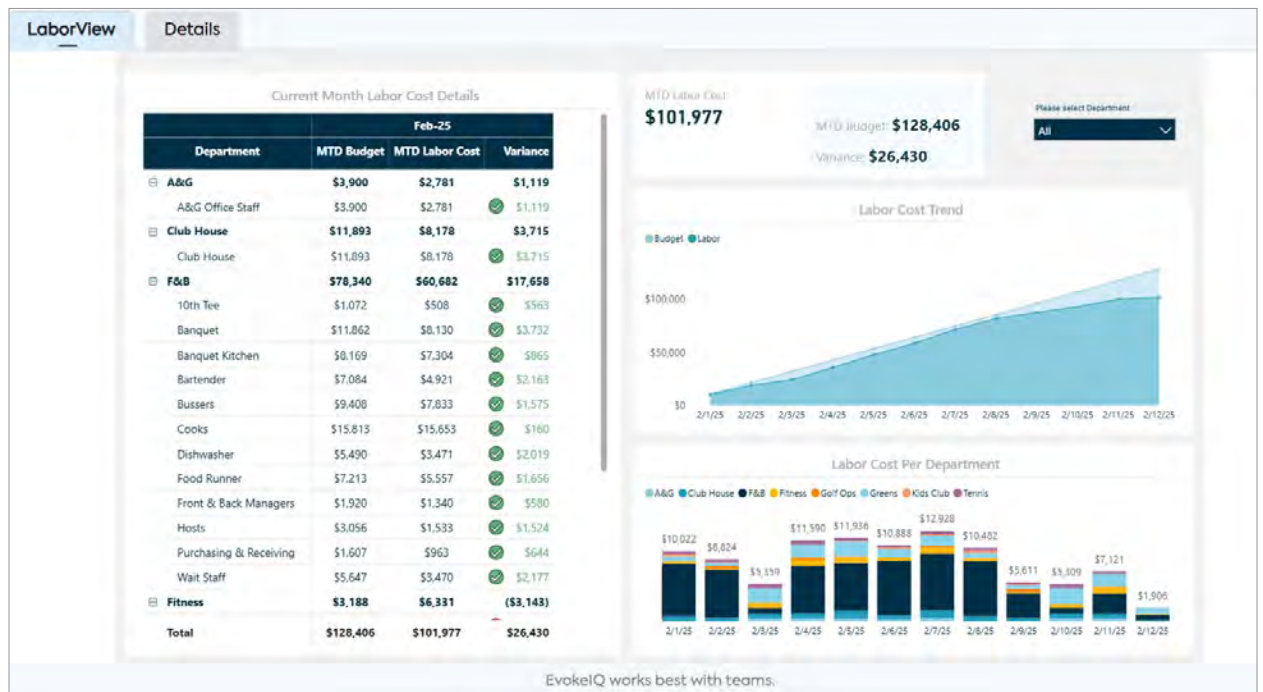 LaborView Details
Current Month Labor Cost Details
Feb-25
Department MTD Budget MTD Labor Cost Variance
A&G $3,900 $2,781 $1,119
A&G Office Staff $3,900 $2,781 $1,119
Club House $11,893 $8,178 $3,715
Club House $11,893 $8,178 $3,715
F&B $78,340 $60,682 $17,658
10th Tee $1,072 $508 $563
Banquet $11,862 $8,130 $3,732
Banquet Kitchen $8,169 $7,304 $865
Bartender $7,084 $4,921 $2,163
Bussers $9,408 $7,833 $1,575
Cooks $15,813 $15,653 $160
Dishwasher $5,490 $3,471 $2,019
Food Runner $7,213 $5,557 $1,656
Front & Back Managers $1,920 $1,340 $580
Hosts $3,056 $1,533 $1,524
Purchasing & Receiving $1,607 $963 $644
Wait Staff $5,647 $3,470 $2,177
Fitness $3,188 $6,331 ($3,143)
Total $128,406 $101,977 $26,430
MTD Labor Cost
$101,977
MTD Budget: $128,406
Variance: $26,430
Please select Department
All
Labor Cost Trend
Budget Labor
$100,000
$50,000
$0
2/1/25 2/2/25 2/3/25 2/4/25 2/5/25 2/6/25 2/7/25 2/8/25 2/9/25 2/10/25 2/11/25 2/12/25
Labor Cost Per Department
A&G Club House F&B Fitness Golf Ops Greens Kids Club Tennis
$10,022 $11,590 $11,936 $10,888 $12,928 $10,482 $7,121 $1,906
2/1/25 2/2/25 2/3/25 2/4/25 2/5/25 2/6/25 2/7/25 2/8/25 2/9/25 2/10/25 2/11/25 2/12/25
EvokeIQ works best with teams.